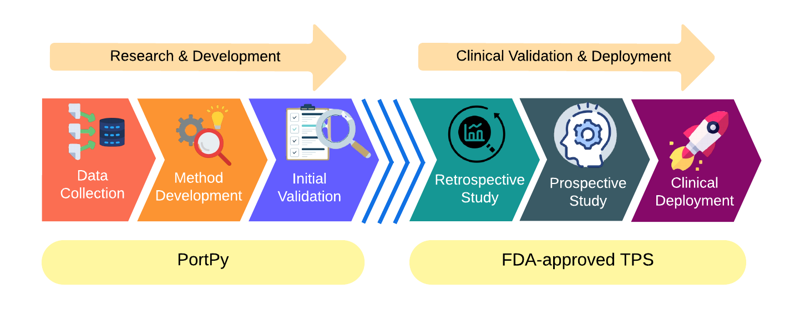 Research & Development
Clinical Validation & Deployment
Data
Collection
Method
Development
Initial
Validation
Retrospective
Study
Prospective
Study
Clinical
Deployment
PortPy
FDA-approved TPS